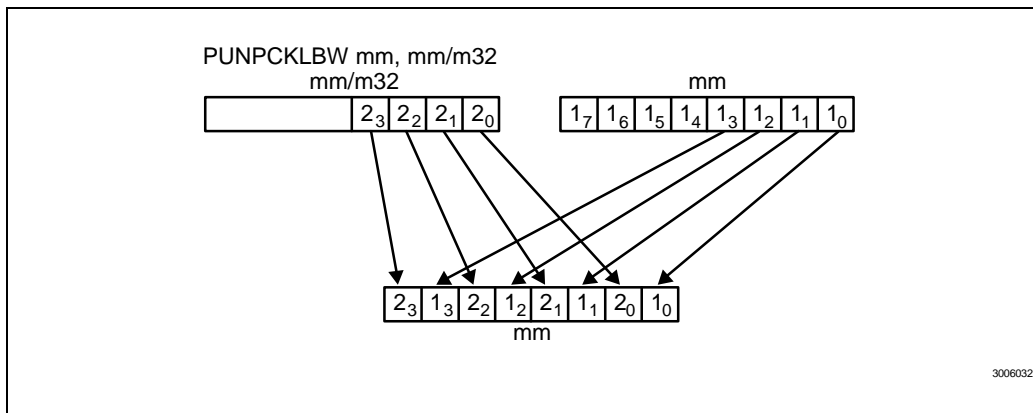 PUNPCKLBW mm, mm/m32
mm/m32 mm
2₃ 2₂ 2₁ 2₀ 1₇ 1₆ 1₅ 1₄ 1₃ 1₂ 1₁ 1₀
2₃ 1₃ 2₂ 1₂ 2₁ 1₁ 2₀ 1₀
mm
3006032